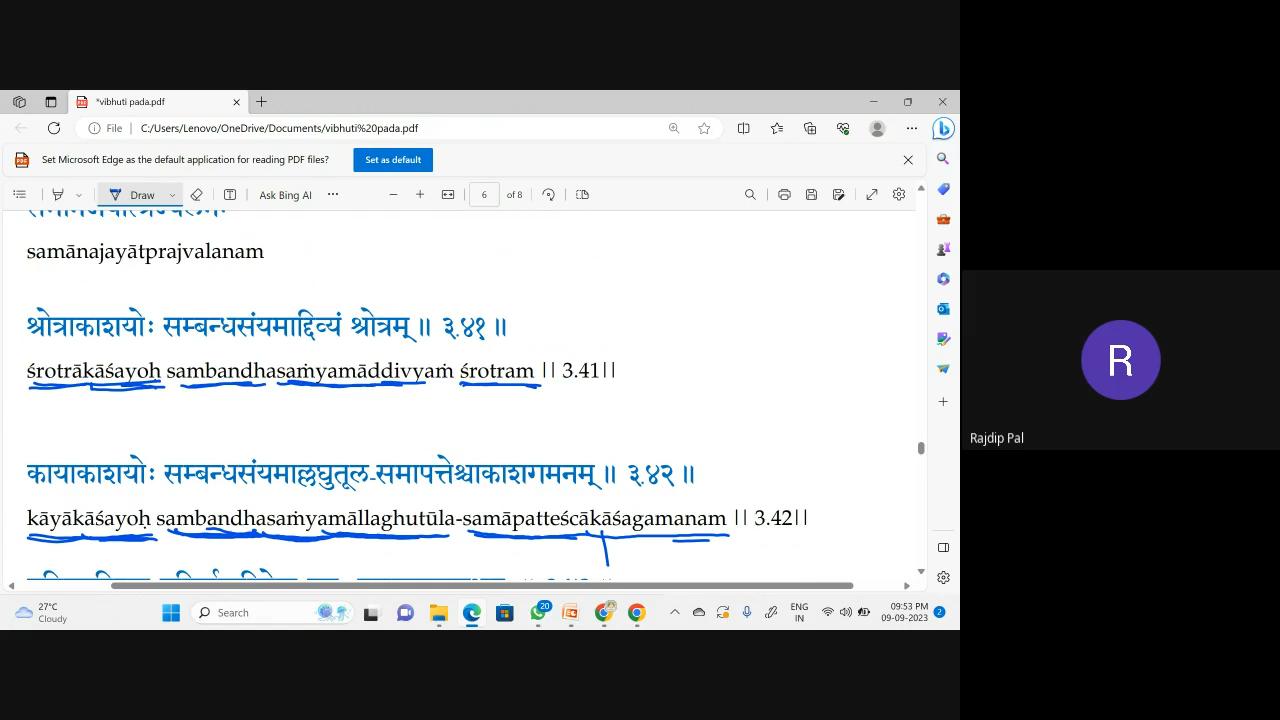 *vibhuti pada.pdf
File
C:/Users/Lenovo/OneDrive/Documents/vibhuti%20pada.pdf
Set Microsoft Edge as the default application for reading PDF files?
Set as default
Draw
Ask Bing AI
6
of 8
samānajayātprajvalanam
श्रोत्राकाशयोः सम्बन्धसंयमाद्दिव्यं श्रोत्रम् ॥ ३.४१ ॥
śrotrākāśayoh sambandhasaṁyamāddivyaṁ śrotram || 3.41||
कायाकाशयोः सम्बन्धसंयमाल्लघुतूल-समापत्तेश्चाकाशगमनम् ॥ ३.४२ ॥
kāyākāśayoḥ sambandhasaṁyamāllaghutūla-samāpatteścākāśagamanam || 3.42||
R
Rajdip Pal
27°C
Cloudy
Search
20
ENG
IN
09:53 PM
09-09-2023
2